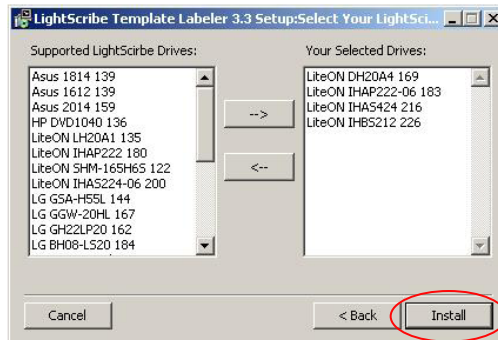 LightScribe Template Labeler 3.3 Setup:Select Your LightSci...
Supported LightScirbe Drives:
Asus 1814 139
Asus 1612 139
Asus 2014 159
HP DVD1040 136
LiteON LH20A1 135
LiteON IHAP222 180
LiteON SHM-165H6S 122
LiteON IHAS224-06 200
LG GSA-H55L 144
LG GGW-20HL 167
LG GH22LP20 162
LG BH08-LS20 184
-->
<--
Your Selected Drives:
LiteON DH20A4 169
LiteON IHAP222-06 183
LiteON IHAS424 216
LiteON IHBS212 226
Cancel
< Back
Install